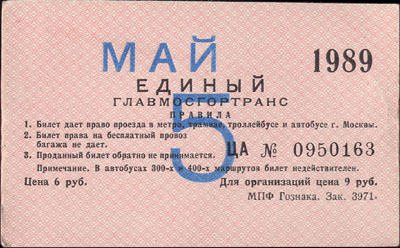 МАЙ 1989
5
ЕДИНЫЙ
ГЛАВМОСГОРТРАНС
ПРАВИЛА
1. Билет дает право проезда в метро, трамвае, троллейбусе и автобусе г. Москвы.
2. Билет права на бесплатный провоз
багажа не дает.
3. Проданный билет обратно не принимается.
ЦА № 0950163
Примечание. В автобусах 300-х и 400-х маршрутов билет недействителен.
Цена 6 руб. Для организаций цена 9 руб.
МПФ Гознака. Зак. 3971.